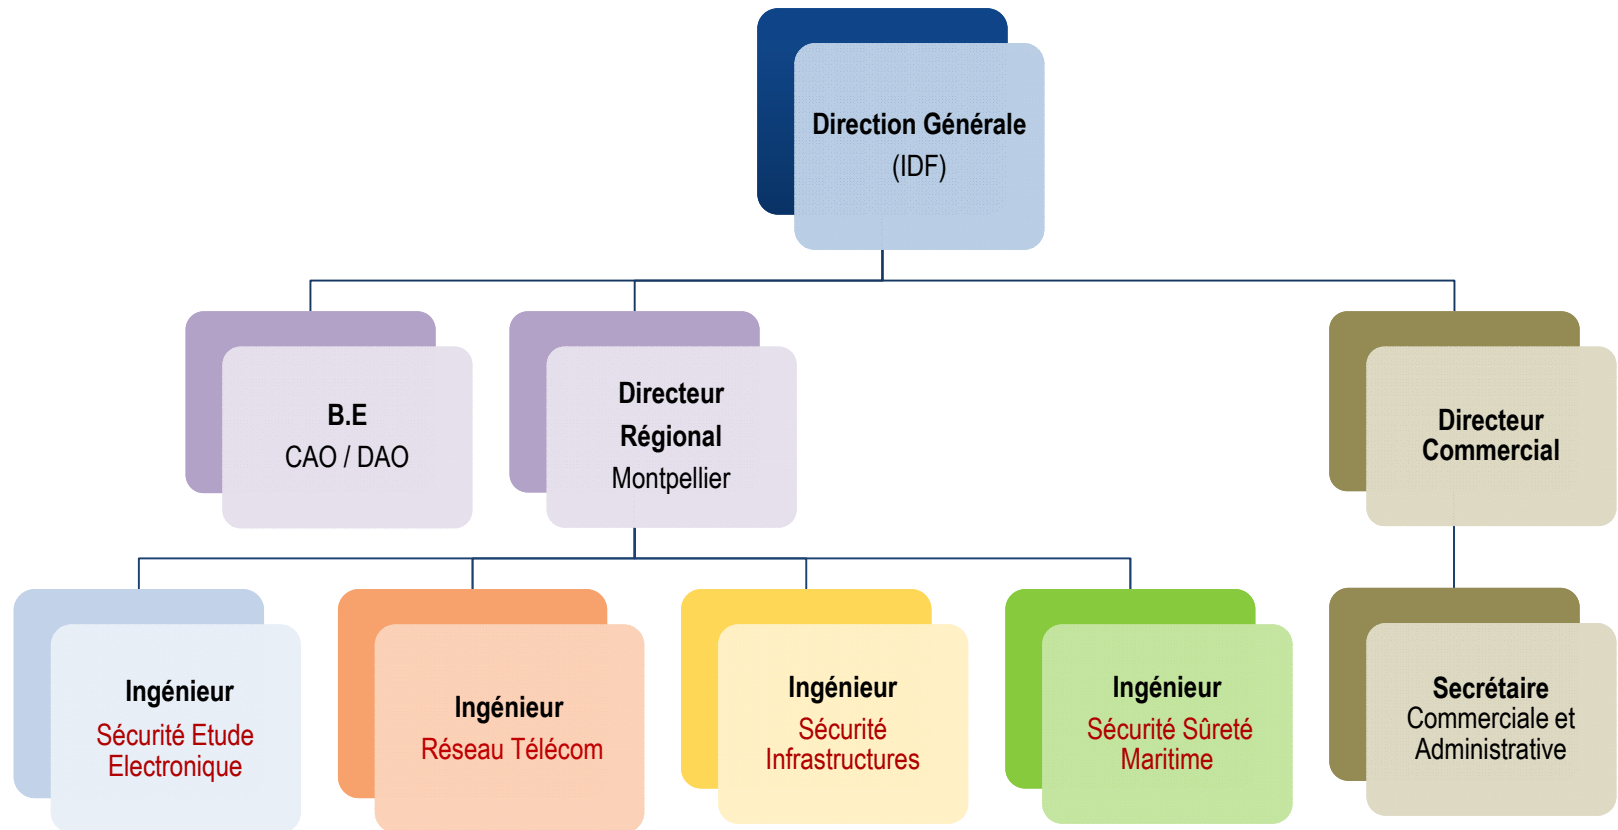 Direction Générale
(IDF)
B.E
CAO / DAO
Directeur
Régional
Montpellier
Directeur
Commercial
Ingénieur
Sécurité Etude
Electronique
Ingénieur
Réseau Télécom
Ingénieur
Sécurité
Infrastructures
Ingénieur
Sécurité Sûreté
Maritime
Secrétaire
Commerciale et
Administrative